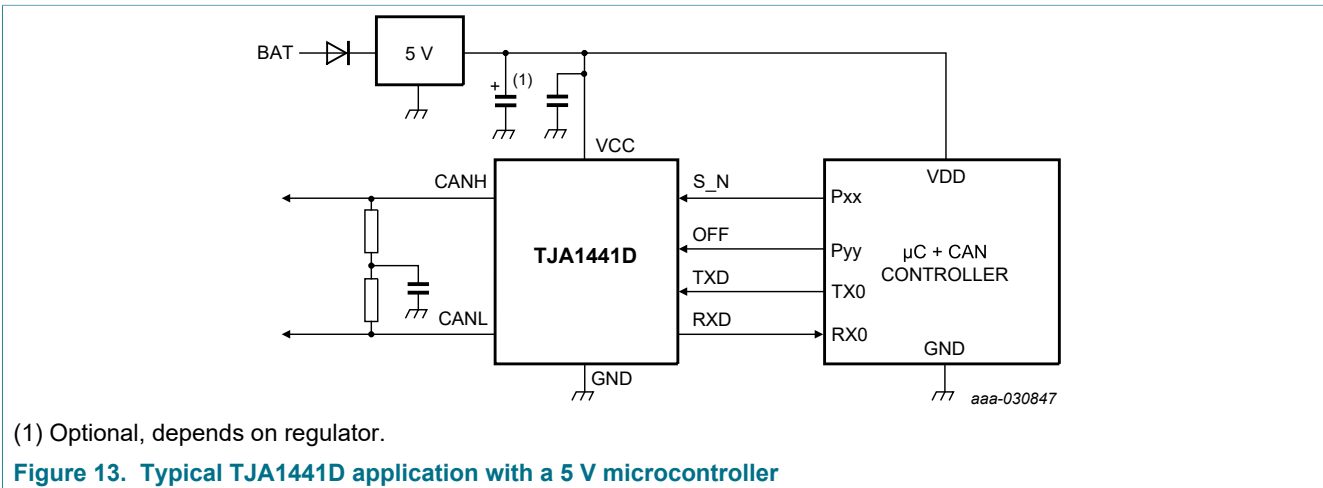 BAT
5 V
+
(1)
VCC
VDD
CANH
S_N
Pxx
OFF
Pyy
TJA1441D
µC + CAN
CONTROLLER
TXD
TX0
CANL
RXD
RX0
GND
GND
aaa-030847
(1) Optional, depends on regulator.
Figure 13. Typical TJA1441D application with a 5 V microcontroller